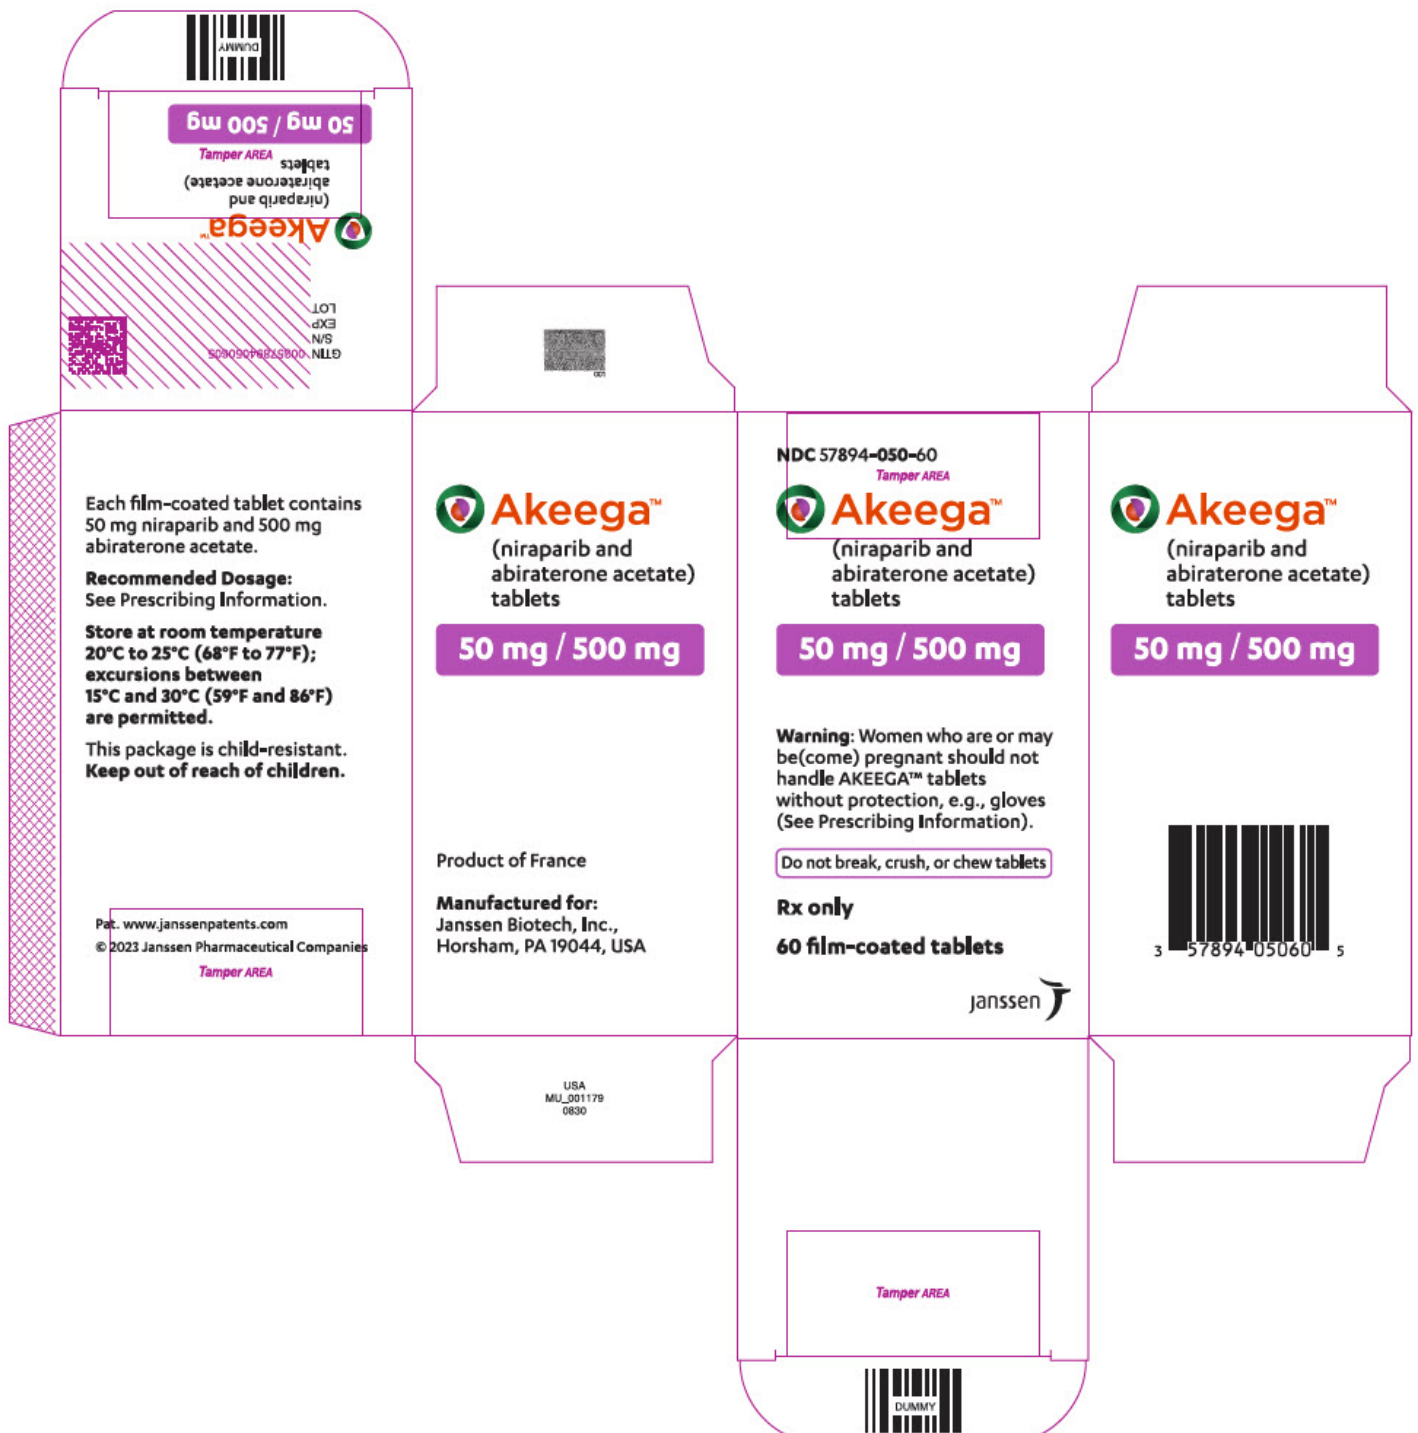 DUMMY
50 mg / 500 mg
Tamper AREA
tablets
abiraterone acetate)
(niraparib and
Akeega™
LOT
EXP
S/N
GTIN 00357894050605
Each film-coated tablet contains
50 mg niraparib and 500 mg
abiraterone acetate.
Recommended Dosage:
See Prescribing Information.
Store at room temperature
20°C to 25°C (68°F to 77°F);
excursions between
15°C and 30°C (59°F and 86°F)
are permitted.
This package is child-resistant.
Keep out of reach of children.
Pat. www.janssenpatents.com
© 2023 Janssen Pharmaceutical Companies
Tamper AREA
Akeega™
(niraparib and
abiraterone acetate)
tablets
50 mg / 500 mg
Product of France
Manufactured for:
Janssen Biotech, Inc.,
Horsham, PA 19044, USA
USA
MU_001179
0830
NDC 57894-050-60
Tamper AREA
Akeega™
(niraparib and
abiraterone acetate)
tablets
50 mg / 500 mg
Warning: Women who are or may
be(come) pregnant should not
handle AKEEGA™ tablets
without protection, e.g., gloves
(See Prescribing Information).
Do not break, crush, or chew tablets
Rx only
60 film-coated tablets
janssen
Tamper AREA
DUMMY
Akeega™
(niraparib and
abiraterone acetate)
tablets
50 mg / 500 mg
3 57894 05060 5